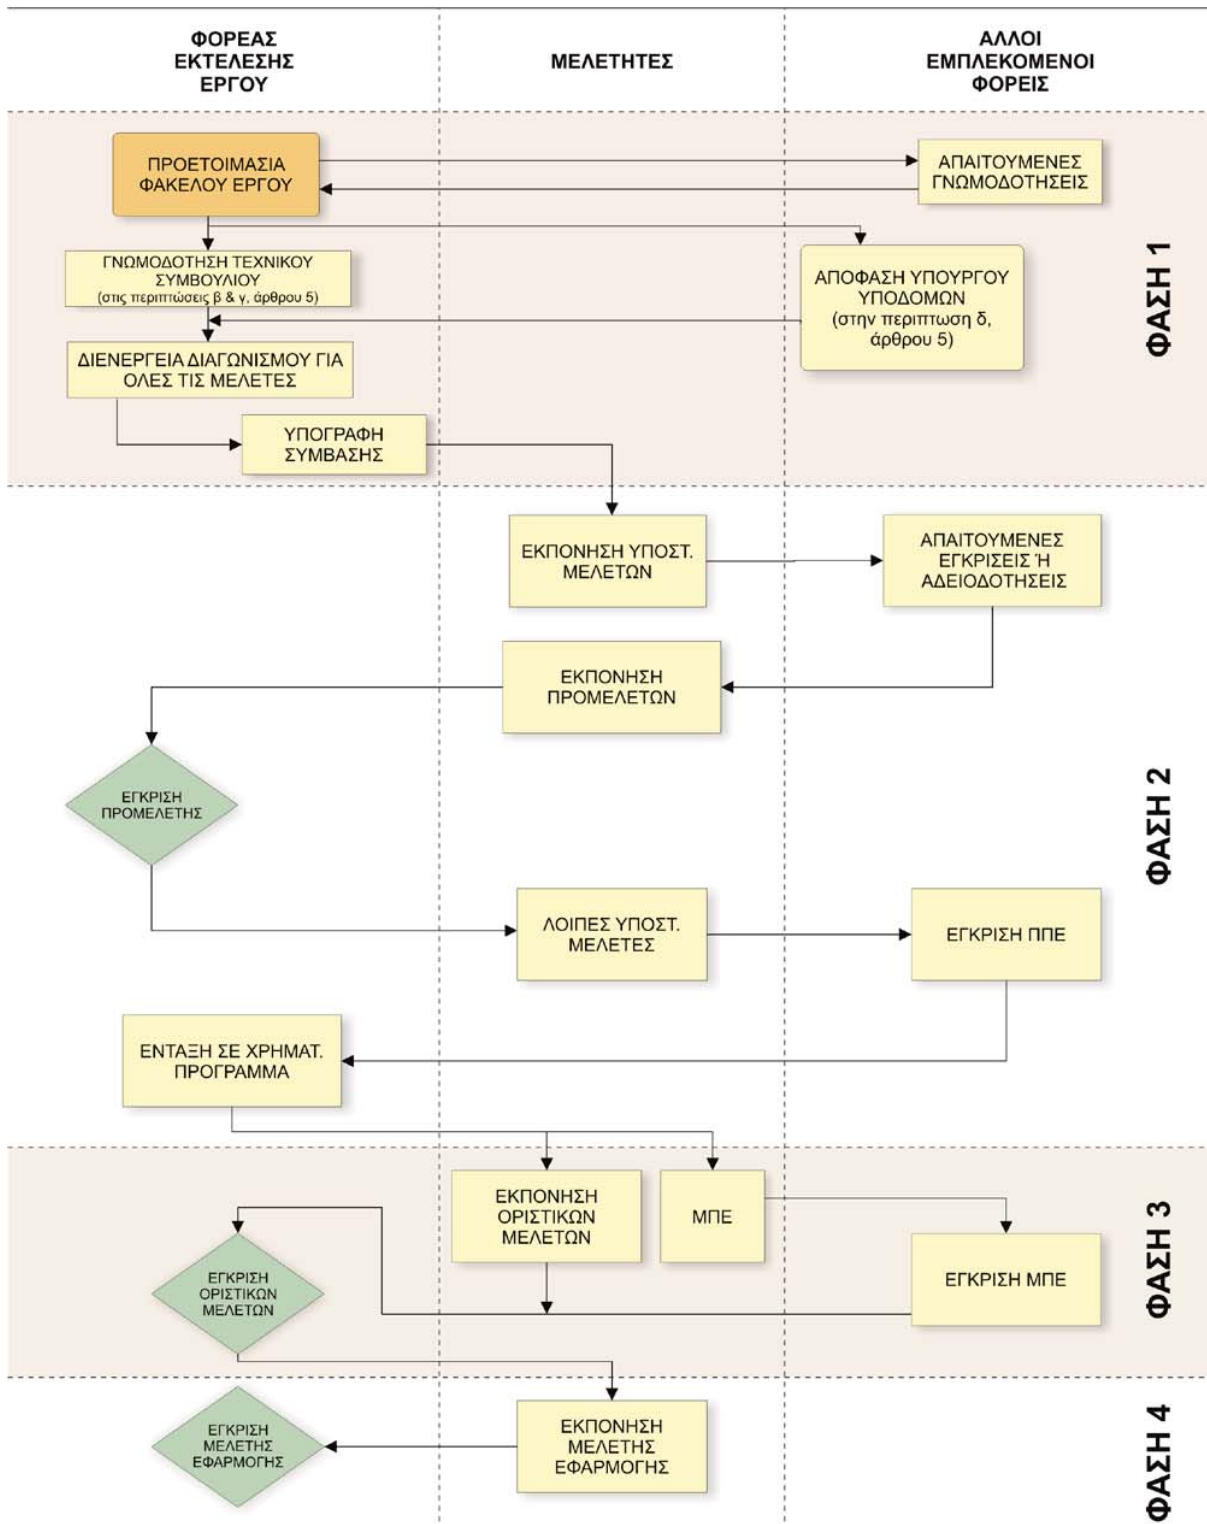 ΦΟΡΕΑΣ
ΕΚΤΕΛΕΣΗΣ
ΕΡΓΟΥ
ΜΕΛΕΤΗΤΕΣ
ΑΛΛΟΙ
ΕΜΠΛΕΚΟΜΕΝΟΙ
ΦΟΡΕΙΣ
ΠΡΟΕΤΟΙΜΑΣΙΑ
ΦΑΚΕΛΟΥ ΕΡΓΟΥ
ΑΠΑΙΤΟΥΜΕΝΕΣ
ΓΝΩΜΟΔΟΤΗΣΕΙΣ
ΓΝΩΜΟΔΟΤΗΣΗ ΤΕΧΝΙΚΟΥ
ΣΥΜΒΟΥΛΙΟΥ
(στις περιπτώσεις β & γ, άρθρου 5)
ΑΠΟΦΑΣΗ ΥΠΟΥΡΓΟΥ
ΥΠΟΔΟΜΩΝ
(στην περιπτωση δ,
άρθρου 5)
ΔΙΕΝΕΡΓΕΙΑ ΔΙΑΓΩΝΙΣΜΟΥ ΓΙΑ
ΟΛΕΣ ΤΙΣ ΜΕΛΕΤΕΣ
ΥΠΟΓΡΑΦΗ
ΣΥΜΒΑΣΗΣ
ΦΑΣΗ 1
ΕΚΠΟΝΗΣΗ ΥΠΟΣΤ.
ΜΕΛΕΤΩΝ
ΑΠΑΙΤΟΥΜΕΝΕΣ
ΕΓΚΡΙΣΕΙΣ Ή
ΑΔΕΙΟΔΟΤΗΣΕΙΣ
ΕΚΠΟΝΗΣΗ
ΠΡΟΜΕΛΕΤΩΝ
ΕΓΚΡΙΣΗ
ΠΡΟΜΕΛΕΤΗΣ
ΛΟΙΠΕΣ ΥΠΟΣΤ.
ΜΕΛΕΤΕΣ
ΕΓΚΡΙΣΗ ΠΠΕ
ΕΝΤΑΞΗ ΣΕ ΧΡΗΜΑΤ.
ΠΡΟΓΡΑΜΜΑ
ΦΑΣΗ 2
ΕΚΠΟΝΗΣΗ
ΟΡΙΣΤΙΚΩΝ
ΜΕΛΕΤΩΝ
ΜΠΕ
ΕΓΚΡΙΣΗ
ΟΡΙΣΤΙΚΩΝ
ΜΕΛΕΤΩΝ
ΕΓΚΡΙΣΗ ΜΠΕ
ΦΑΣΗ 3
ΕΓΚΡΙΣΗ
ΜΕΛΕΤΗΣ
ΕΦΑΡΜΟΓΗΣ
ΕΚΠΟΝΗΣΗ
ΜΕΛΕΤΗΣ
ΕΦΑΡΜΟΓΗΣ
ΦΑΣΗ 4